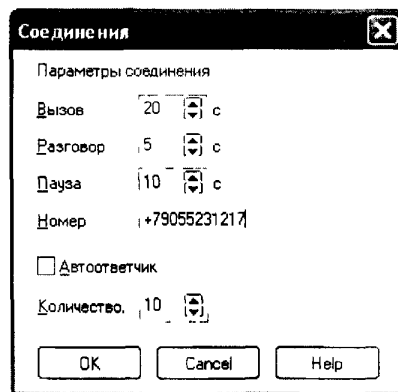 Соединения
Параметры соединения
Вызов 20 с
Разговор 5 с
Пауза 10 с
Номер +79055231217
Автоответчик
Количество. 10
OK Cancel Help